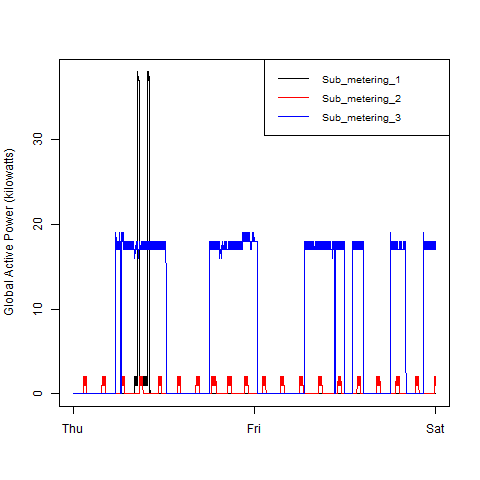 Sub_metering_1
Sub_metering_2
Sub_metering_3
Global Active Power (kilowatts)
30
20
10
0
Thu Fri Sat